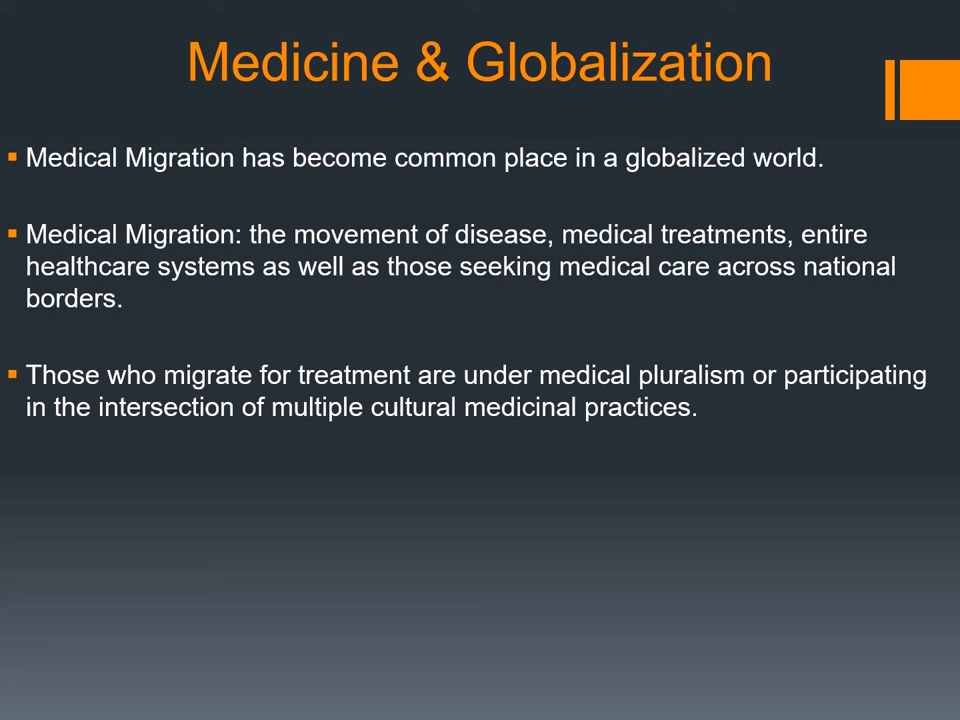 Medicine & Globalization
Medical Migration has become common place in a globalized world.
Medical Migration: the movement of disease, medical treatments, entire
healthcare systems as well as those seeking medical care across national
borders.
Those who migrate for treatment are under medical pluralism or participating
in the intersection of multiple cultural medicinal practices.